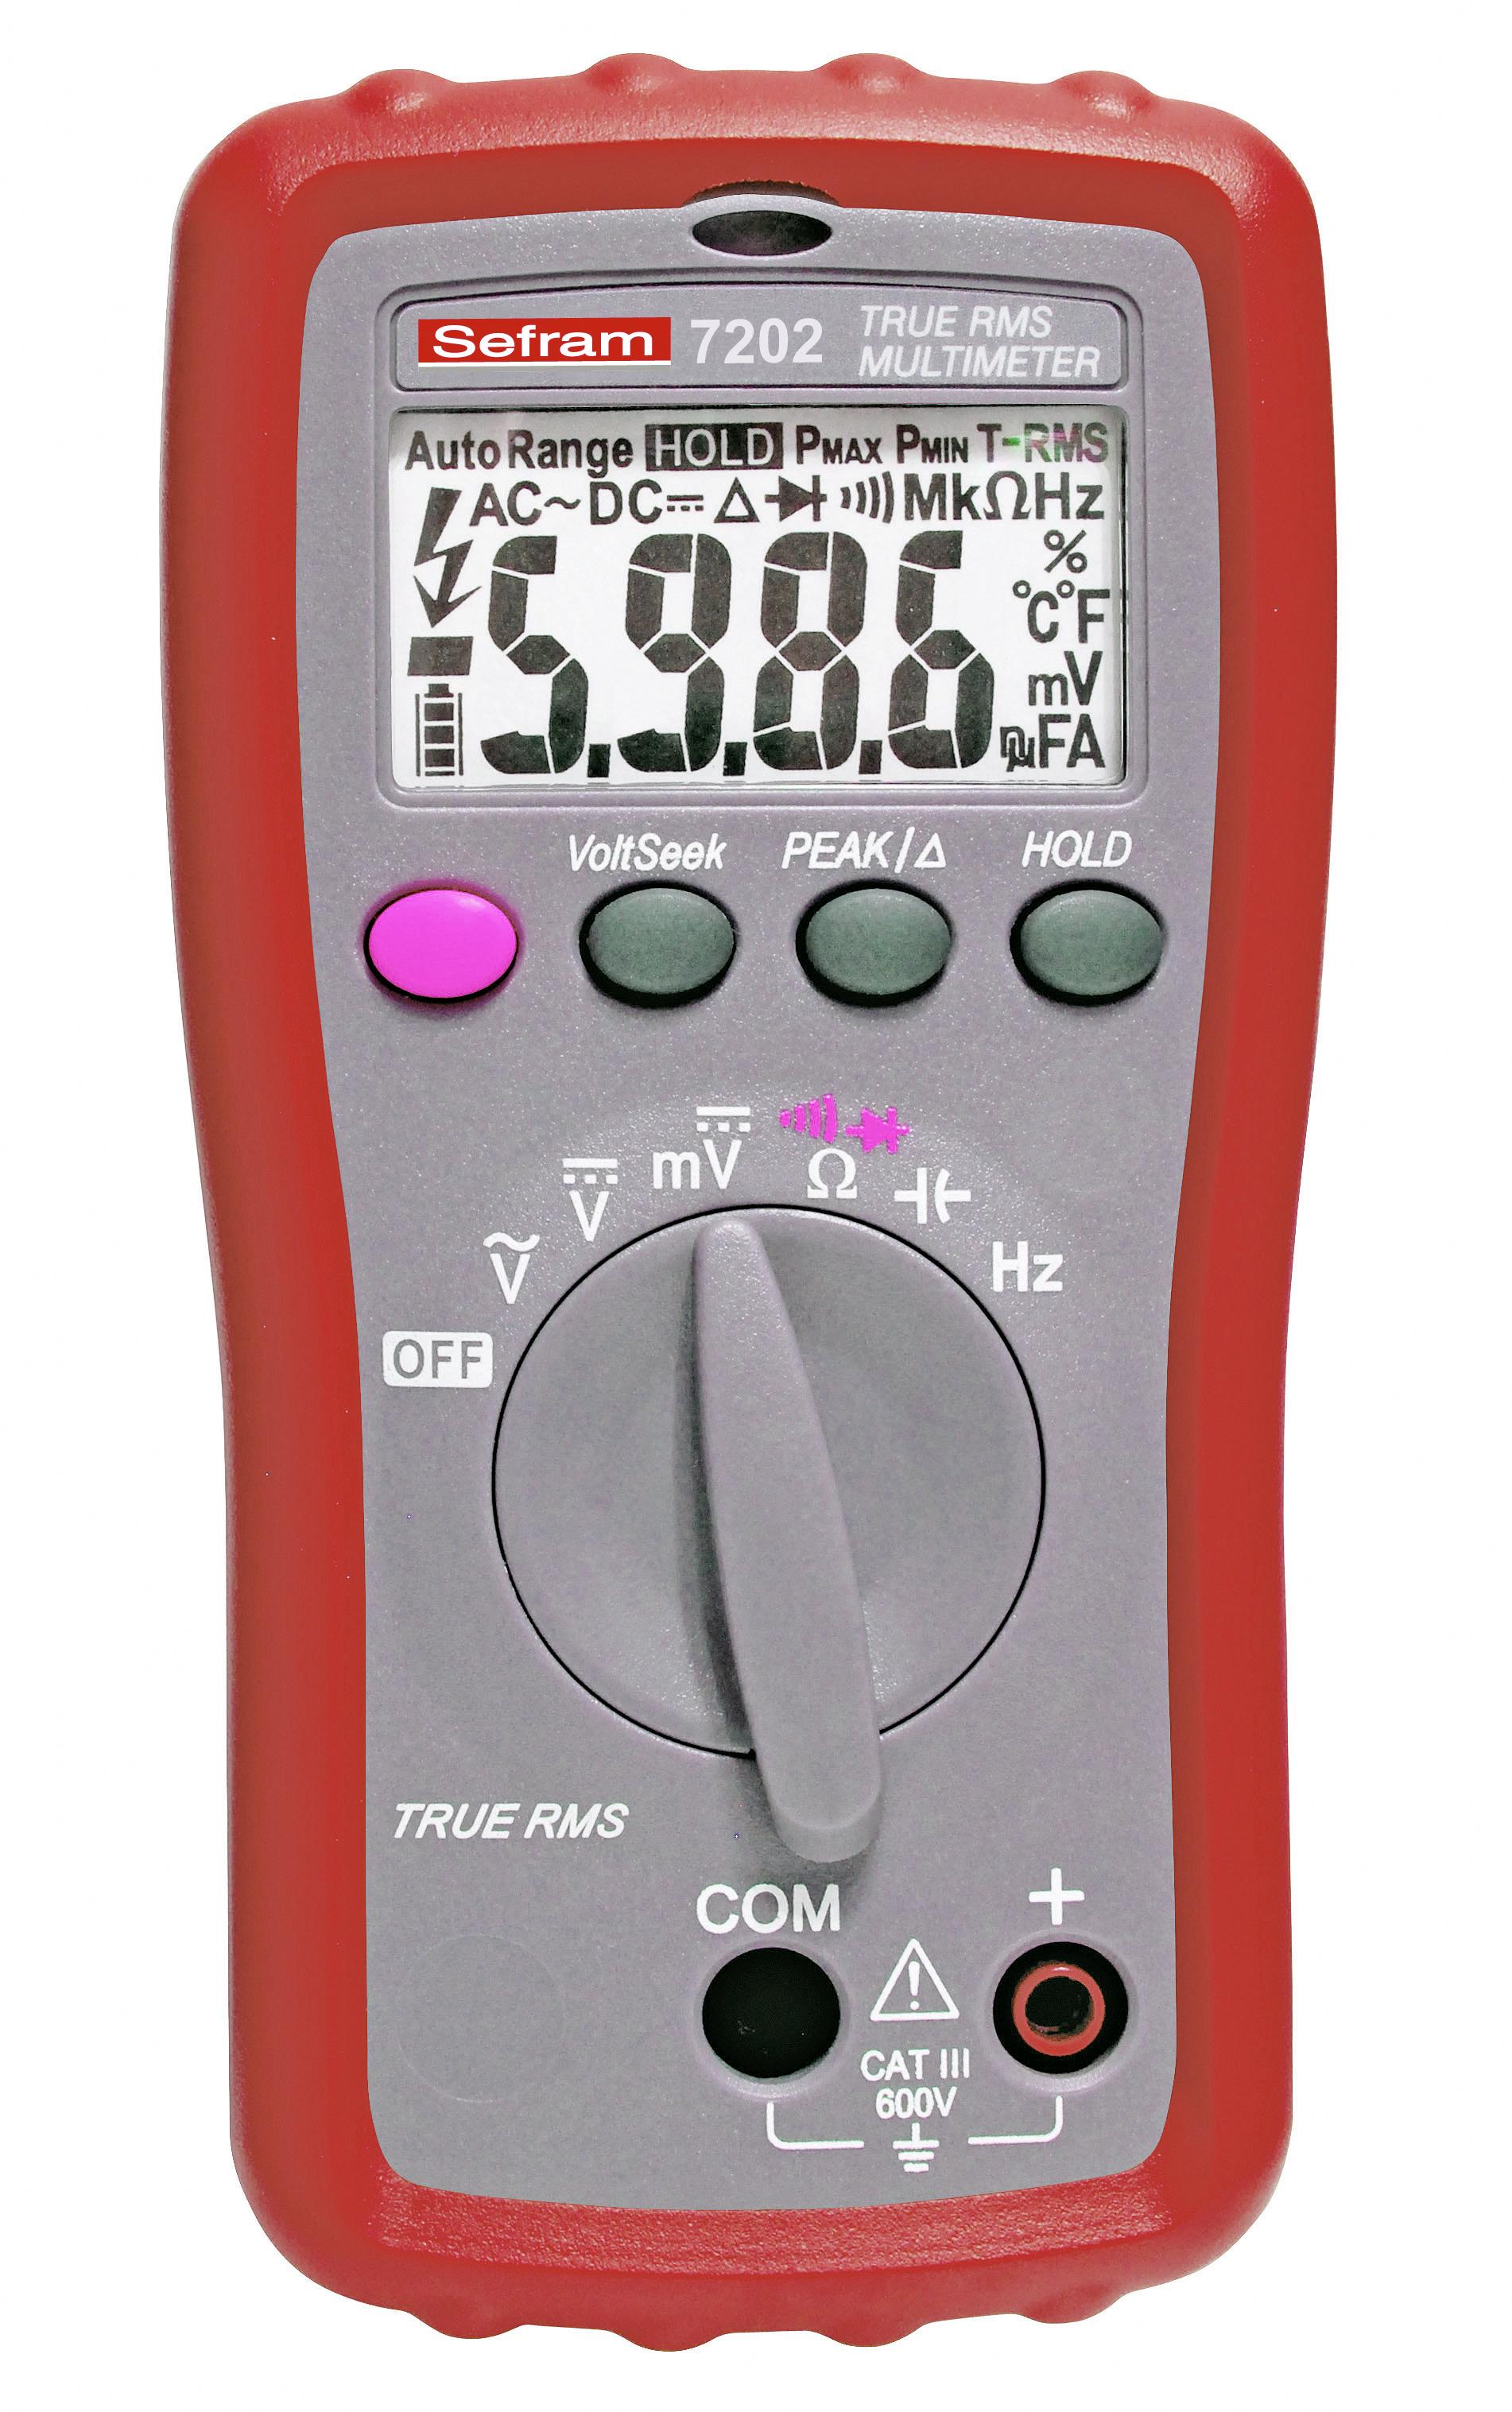 Sefram 7202 TRUE RMS
MULTIMETER
Auto Range HOLD PMAX PMIN T-RMS
AC~ DC MkΩHz
5.9.8.6
%
°C°F
mV
nµFA
VoltSeek PEAK/Δ HOLD
mV
Ω
V
V
Hz
OFF
TRUE RMS
COM +
CAT III
600V